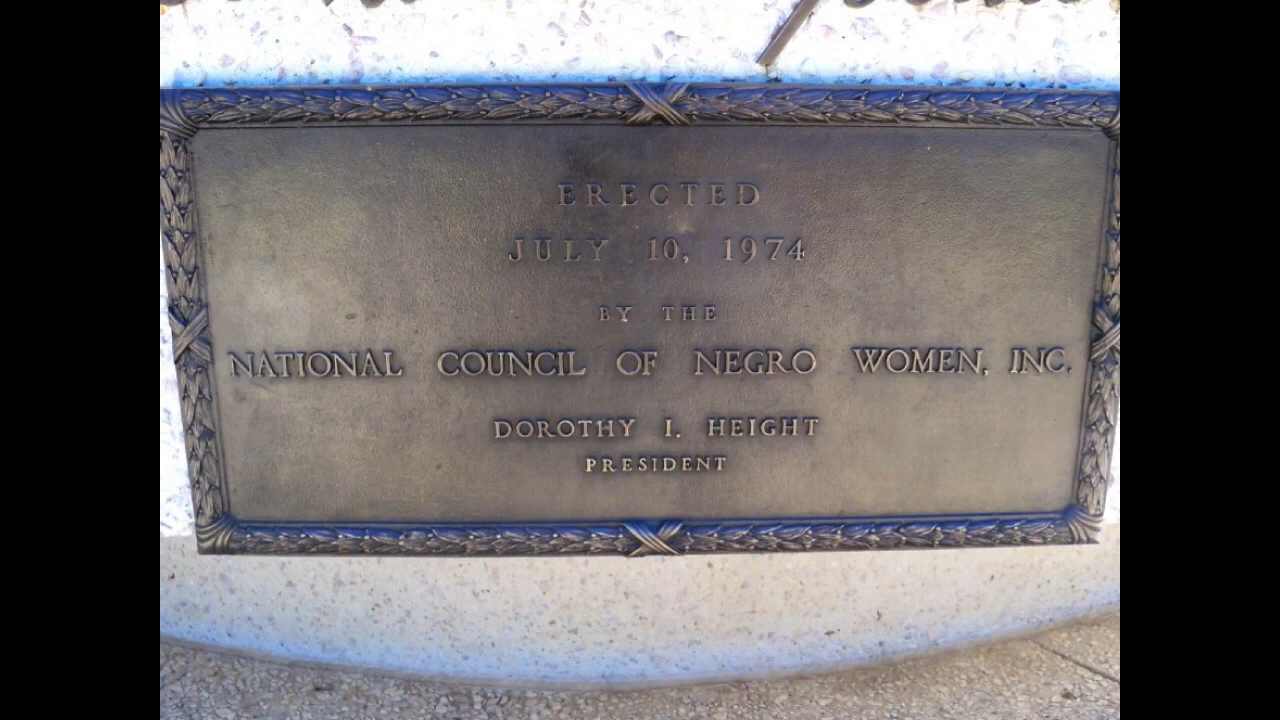 ERECTED
JULY 10, 1974
BY THE
NATIONAL COUNCIL OF NEGRO WOMEN, INC.
DOROTHY I. HEIGHT
PRESIDENT